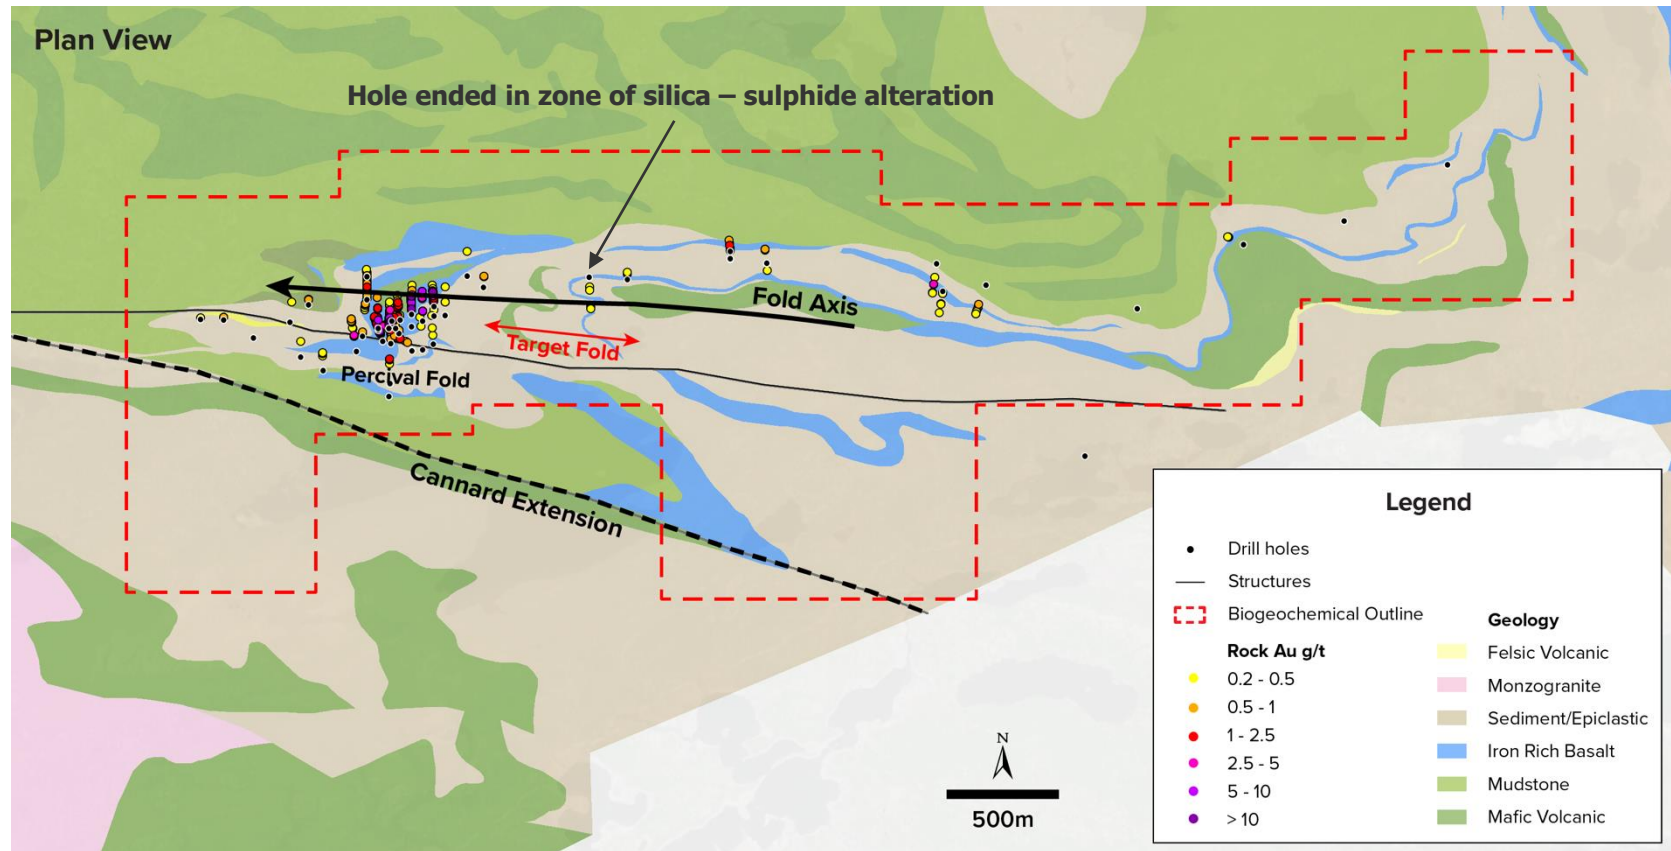 Plan View
Hole ended in zone of silica – sulphide alteration
Fold Axis
Target Fold
Percival Fold
Cannard Extension
N
500m
Legend
Drill holes
Structures
Biogeochemical Outline
Rock Au g/t
0.2 - 0.5
0.5 - 1
1 - 2.5
2.5 - 5
5 - 10
> 10
Geology
Felsic Volcanic
Monzogranite
Sediment/Epiclastic
Iron Rich Basalt
Mudstone
Mafic Volcanic